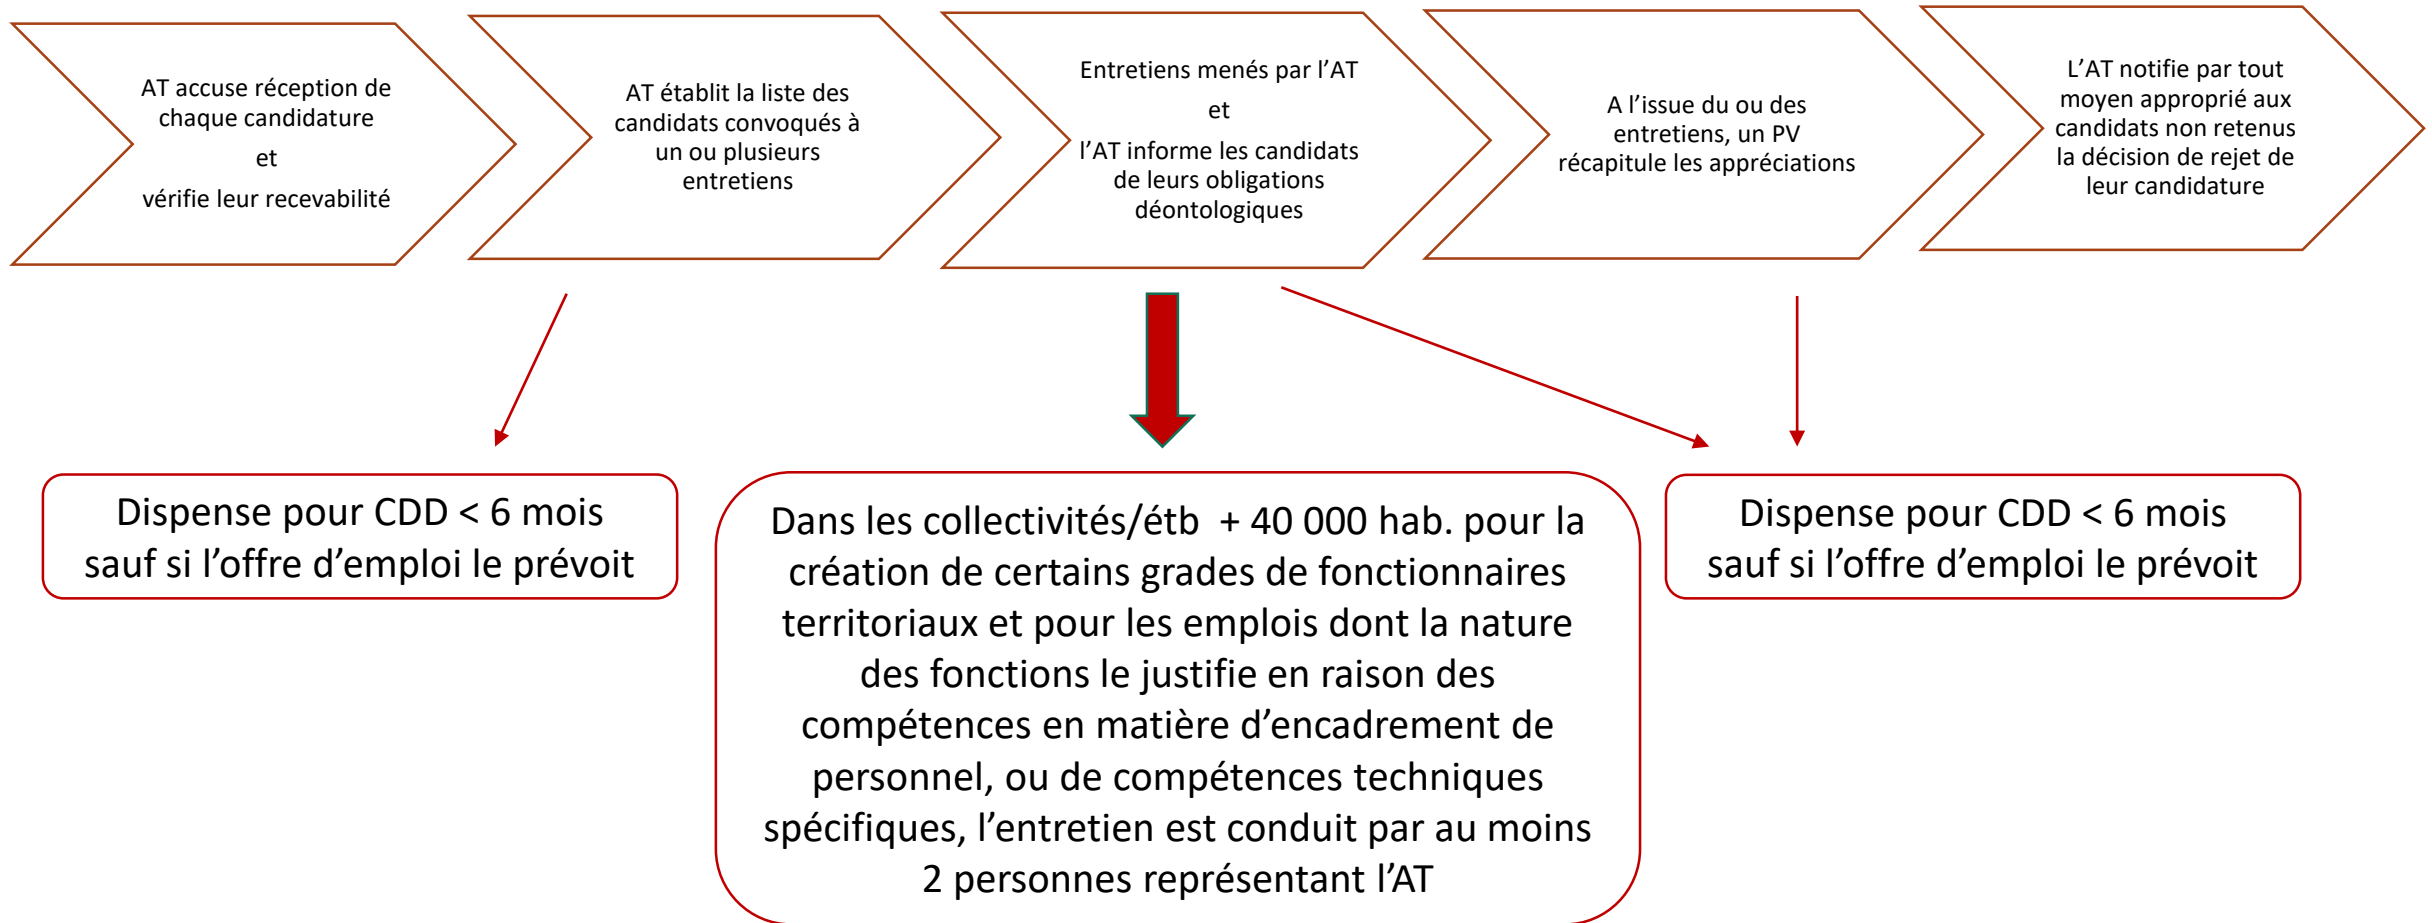 AT accuse réception de
chaque candidature
et
vérifie leur recevabilité
AT établit la liste des
candidats convoqués à
un ou plusieurs
entretiens
Entretiens menés par l’AT
et
l’AT informe les candidats
de leurs obligations
déontologiques
A l’issue du ou des
entretiens, un PV
récapitule les appréciations
L’AT notifie par tout
moyen approprié aux
candidats non retenus
la décision de rejet de
leur candidature
Dispense pour CDD < 6 mois
sauf si l’offre d’emploi le prévoit
Dans les collectivités/étb + 40 000 hab. pour la
création de certains grades de fonctionnaires
territoriaux et pour les emplois dont la nature
des fonctions le justifie en raison des
compétences en matière d’encadrement de
personnel, ou de compétences techniques
spécifiques, l’entretien est conduit par au moins
2 personnes représentant l’AT
Dispense pour CDD < 6 mois
sauf si l’offre d’emploi le prévoit